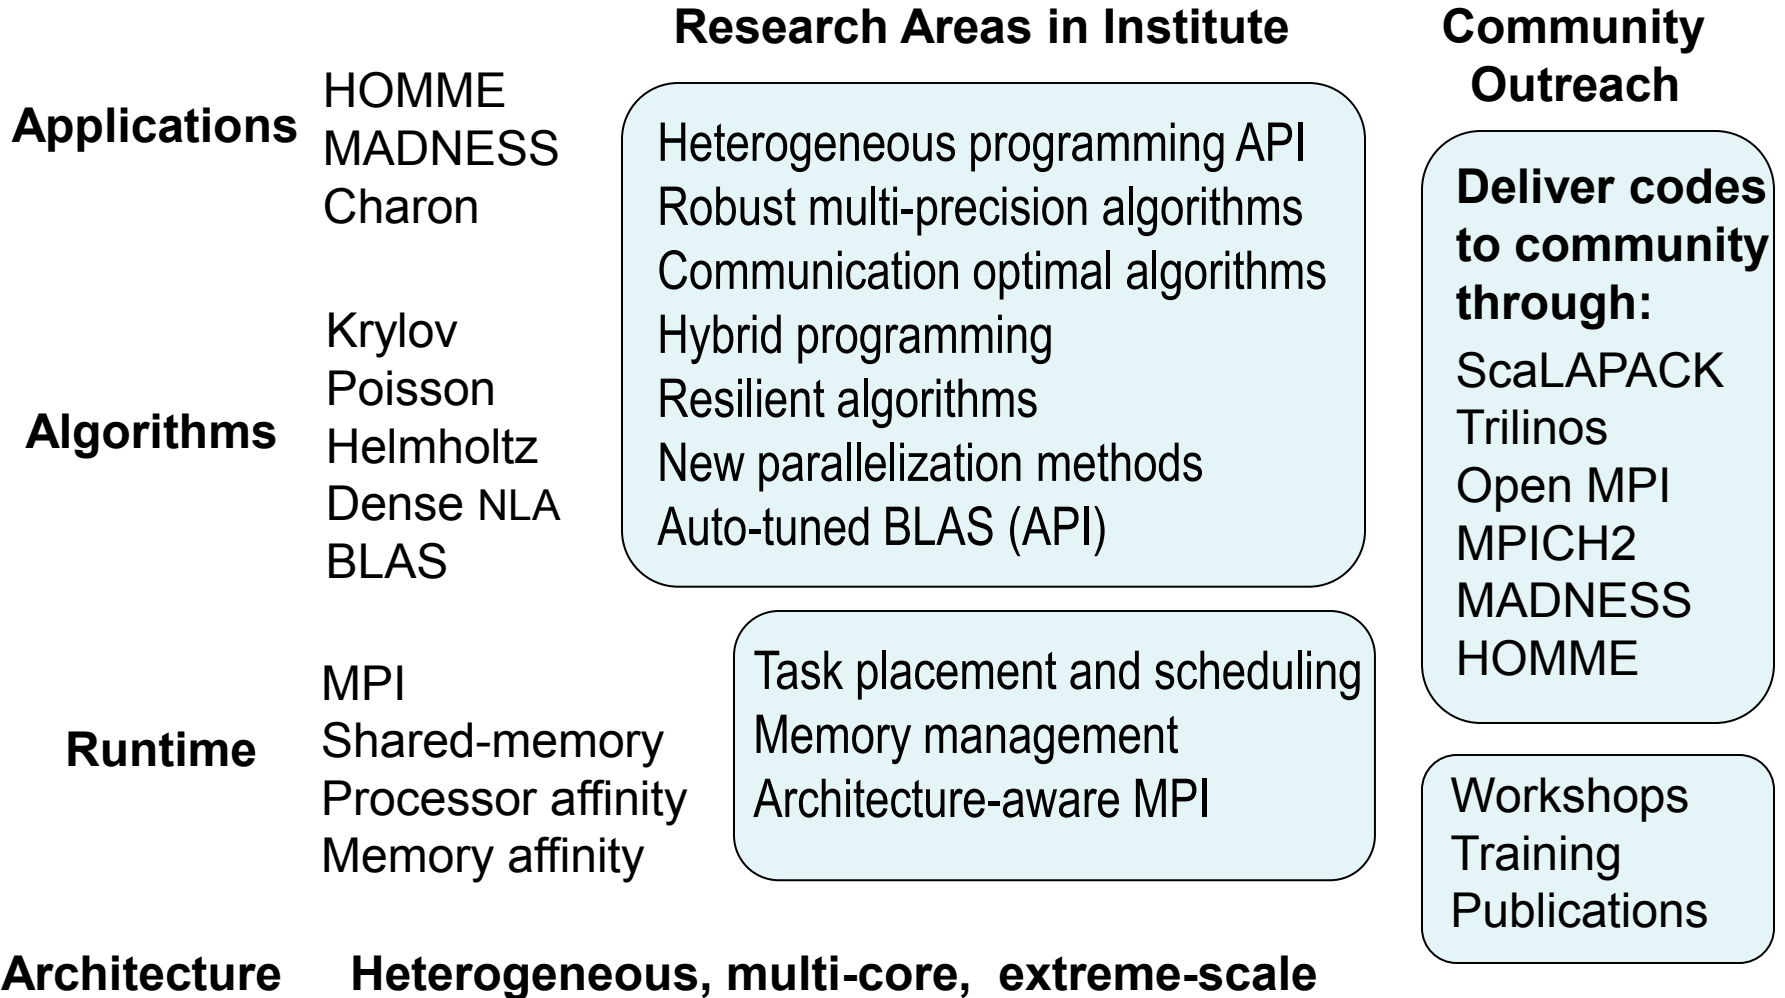 Research Areas in Institute
Community
Outreach
Applications
HOMME
MADNESS
Charon
Heterogeneous programming API
Robust multi-precision algorithms
Communication optimal algorithms
Hybrid programming
Resilient algorithms
New parallelization methods
Auto-tuned BLAS (API)
Deliver codes
to community
through:
ScaLAPACK
Trilinos
Open MPI
MPICH2
MADNESS
HOMME
Algorithms
Krylov
Poisson
Helmholtz
Dense NLA
BLAS
Runtime
MPI
Shared-memory
Processor affinity
Memory affinity
Task placement and scheduling
Memory management
Architecture-aware MPI
Workshops
Training
Publications
Architecture
Heterogeneous, multi-core, extreme-scale